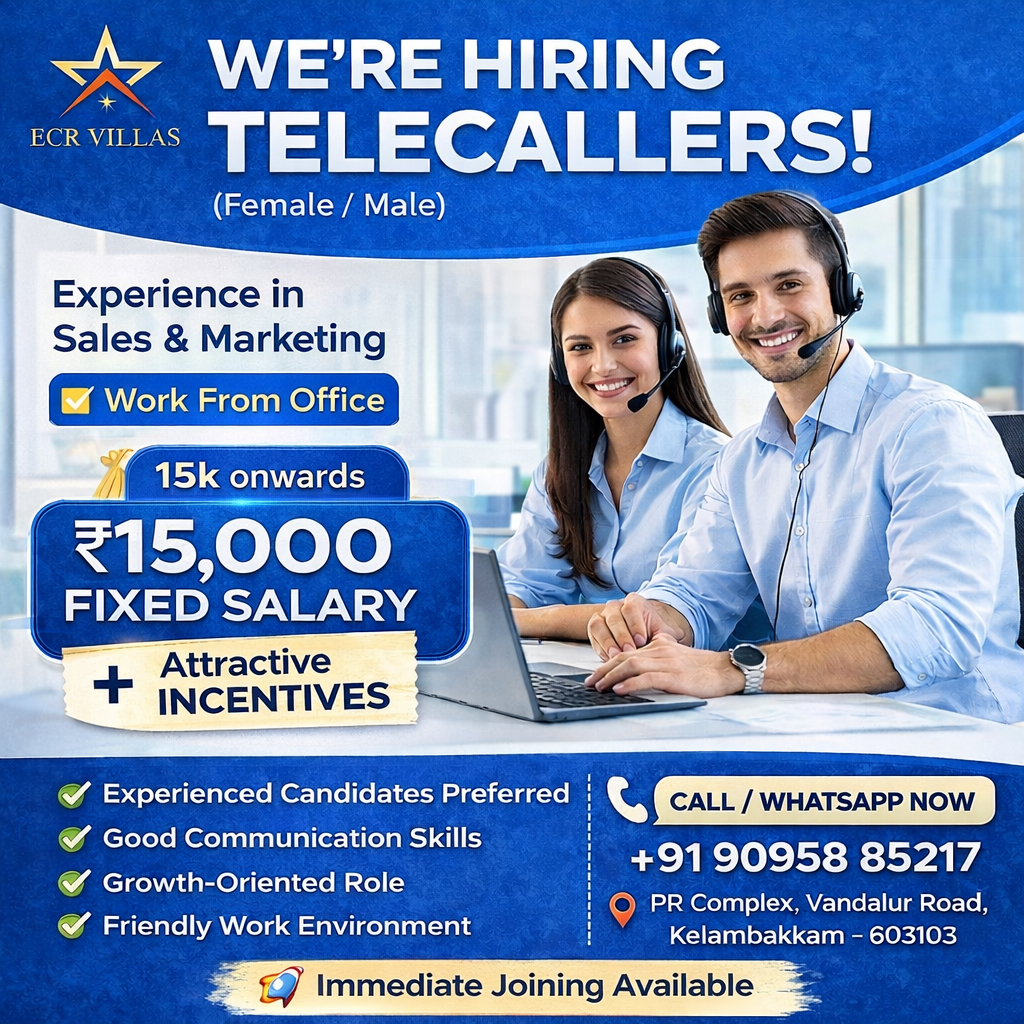 ECR VILLAS
WE'RE HIRING
TELECALLERS!
(Female / Male)
Experience in
Sales & Marketing
Work From Office
15k onwards
₹15,000
FIXED SALARY
+ Attractive
INCENTIVES
Experienced Candidates Preferred
Good Communication Skills
Growth-Oriented Role
Friendly Work Environment
CALL / WHATSAPP NOW
+91 90958 85217
PR Complex, Vandalur Road,
Kelambakkam – 603103
Immediate Joining Available